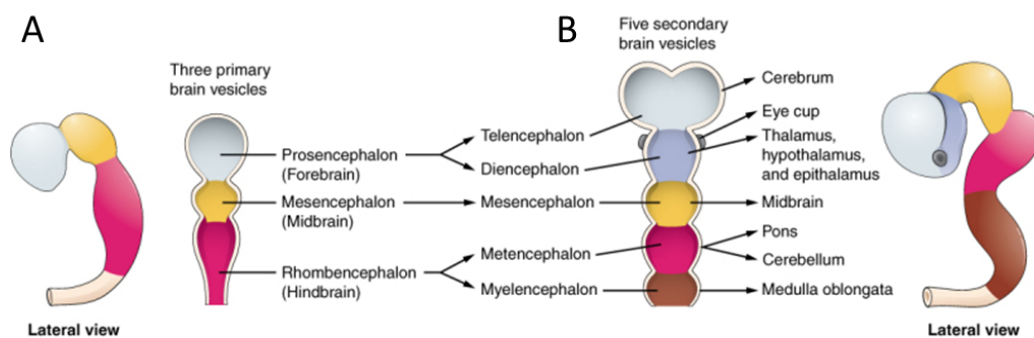 A
B
Three primary
brain vesicles
Five secondary
brain vesicles
Prosencephalon
(Forebrain)
Mesencephalon
(Midbrain)
Rhombencephalon
(Hindbrain)
Telencephalon
Diencephalon
Mesencephalon
Metencephalon
Myelencephalon
Cerebrum
Eye cup
Thalamus,
hypothalamus,
and epithalamus
Midbrain
Pons
Cerebellum
Medulla oblongata
Lateral view
Lateral view